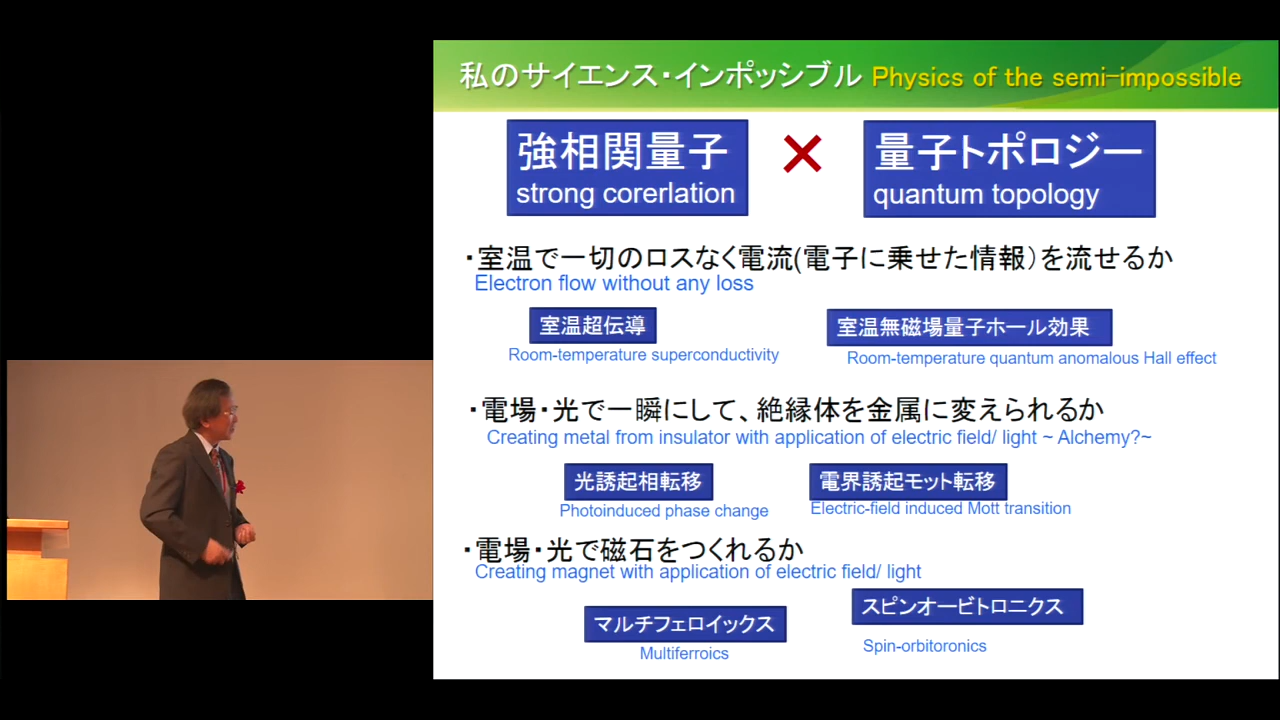 私のサイエンス・インポッシブル Physics of the semi-impossible
強相関量子 × 量子トポロジー
strong corerlation quantum topology
・室温で一切のロスなく電流(電子に乗せた情報）を流せるか
Electron flow without any loss
室温超伝導 室温無磁場量子ホール効果
Room-temperature superconductivity Room-temperature quantum anomalous Hall effect
・電場・光で一瞬にして、絶縁体を金属に変えられるか
Creating metal from insulator with application of electric field/ light ~ Alchemy?~
光誘起相転移 電界誘起モット転移
Photoinduced phase change Electric-field induced Mott transition
・電場・光で磁石をつくれるか
Creating magnet with application of electric field/ light
マルチフェロイックス スピンオービトロニクス
Multiferroics Spin-orbitoronics